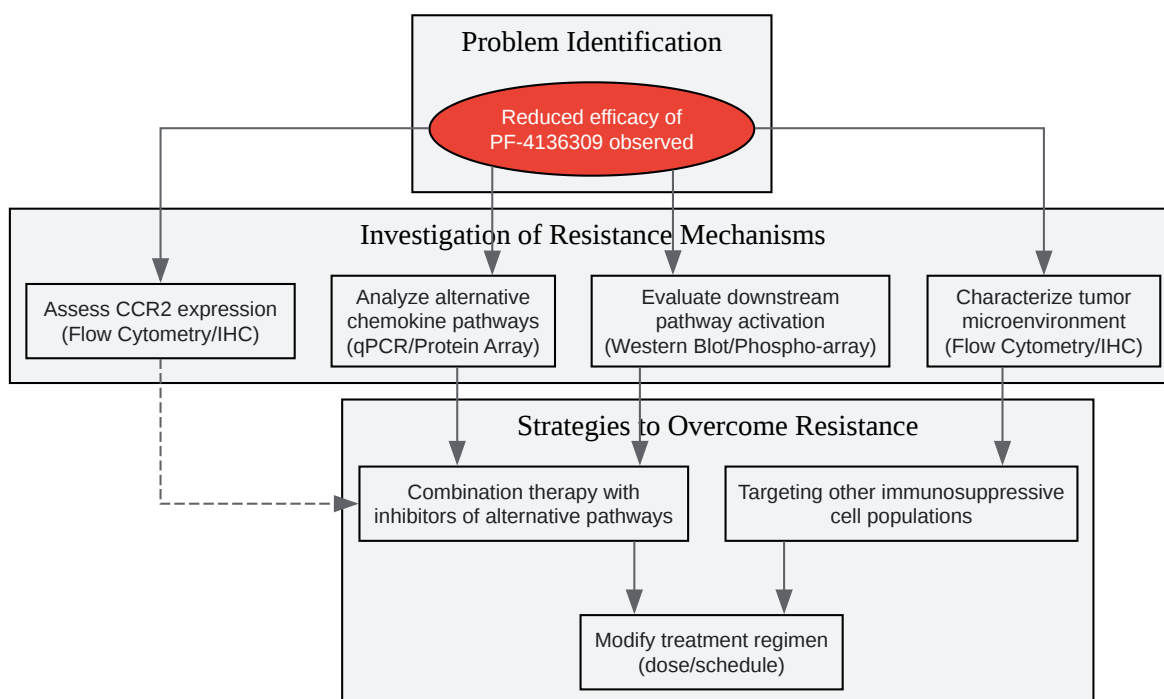 Problem Identification
Reduced efficacy of
PF-4136309 observed
Investigation of Resistance Mechanisms
Assess CCR2 expression
(Flow Cytometry/IHC)
Analyze alternative
chemokine pathways
(qPCR/Protein Array)
Evaluate downstream
pathway activation
(Western Blot/Phospho-array)
Characterize tumor
microenvironment
(Flow Cytometry/IHC)
Strategies to Overcome Resistance
Combination therapy with
inhibitors of alternative pathways
Targeting other immunosuppressive
cell populations
Modify treatment regimen
(dose/schedule)